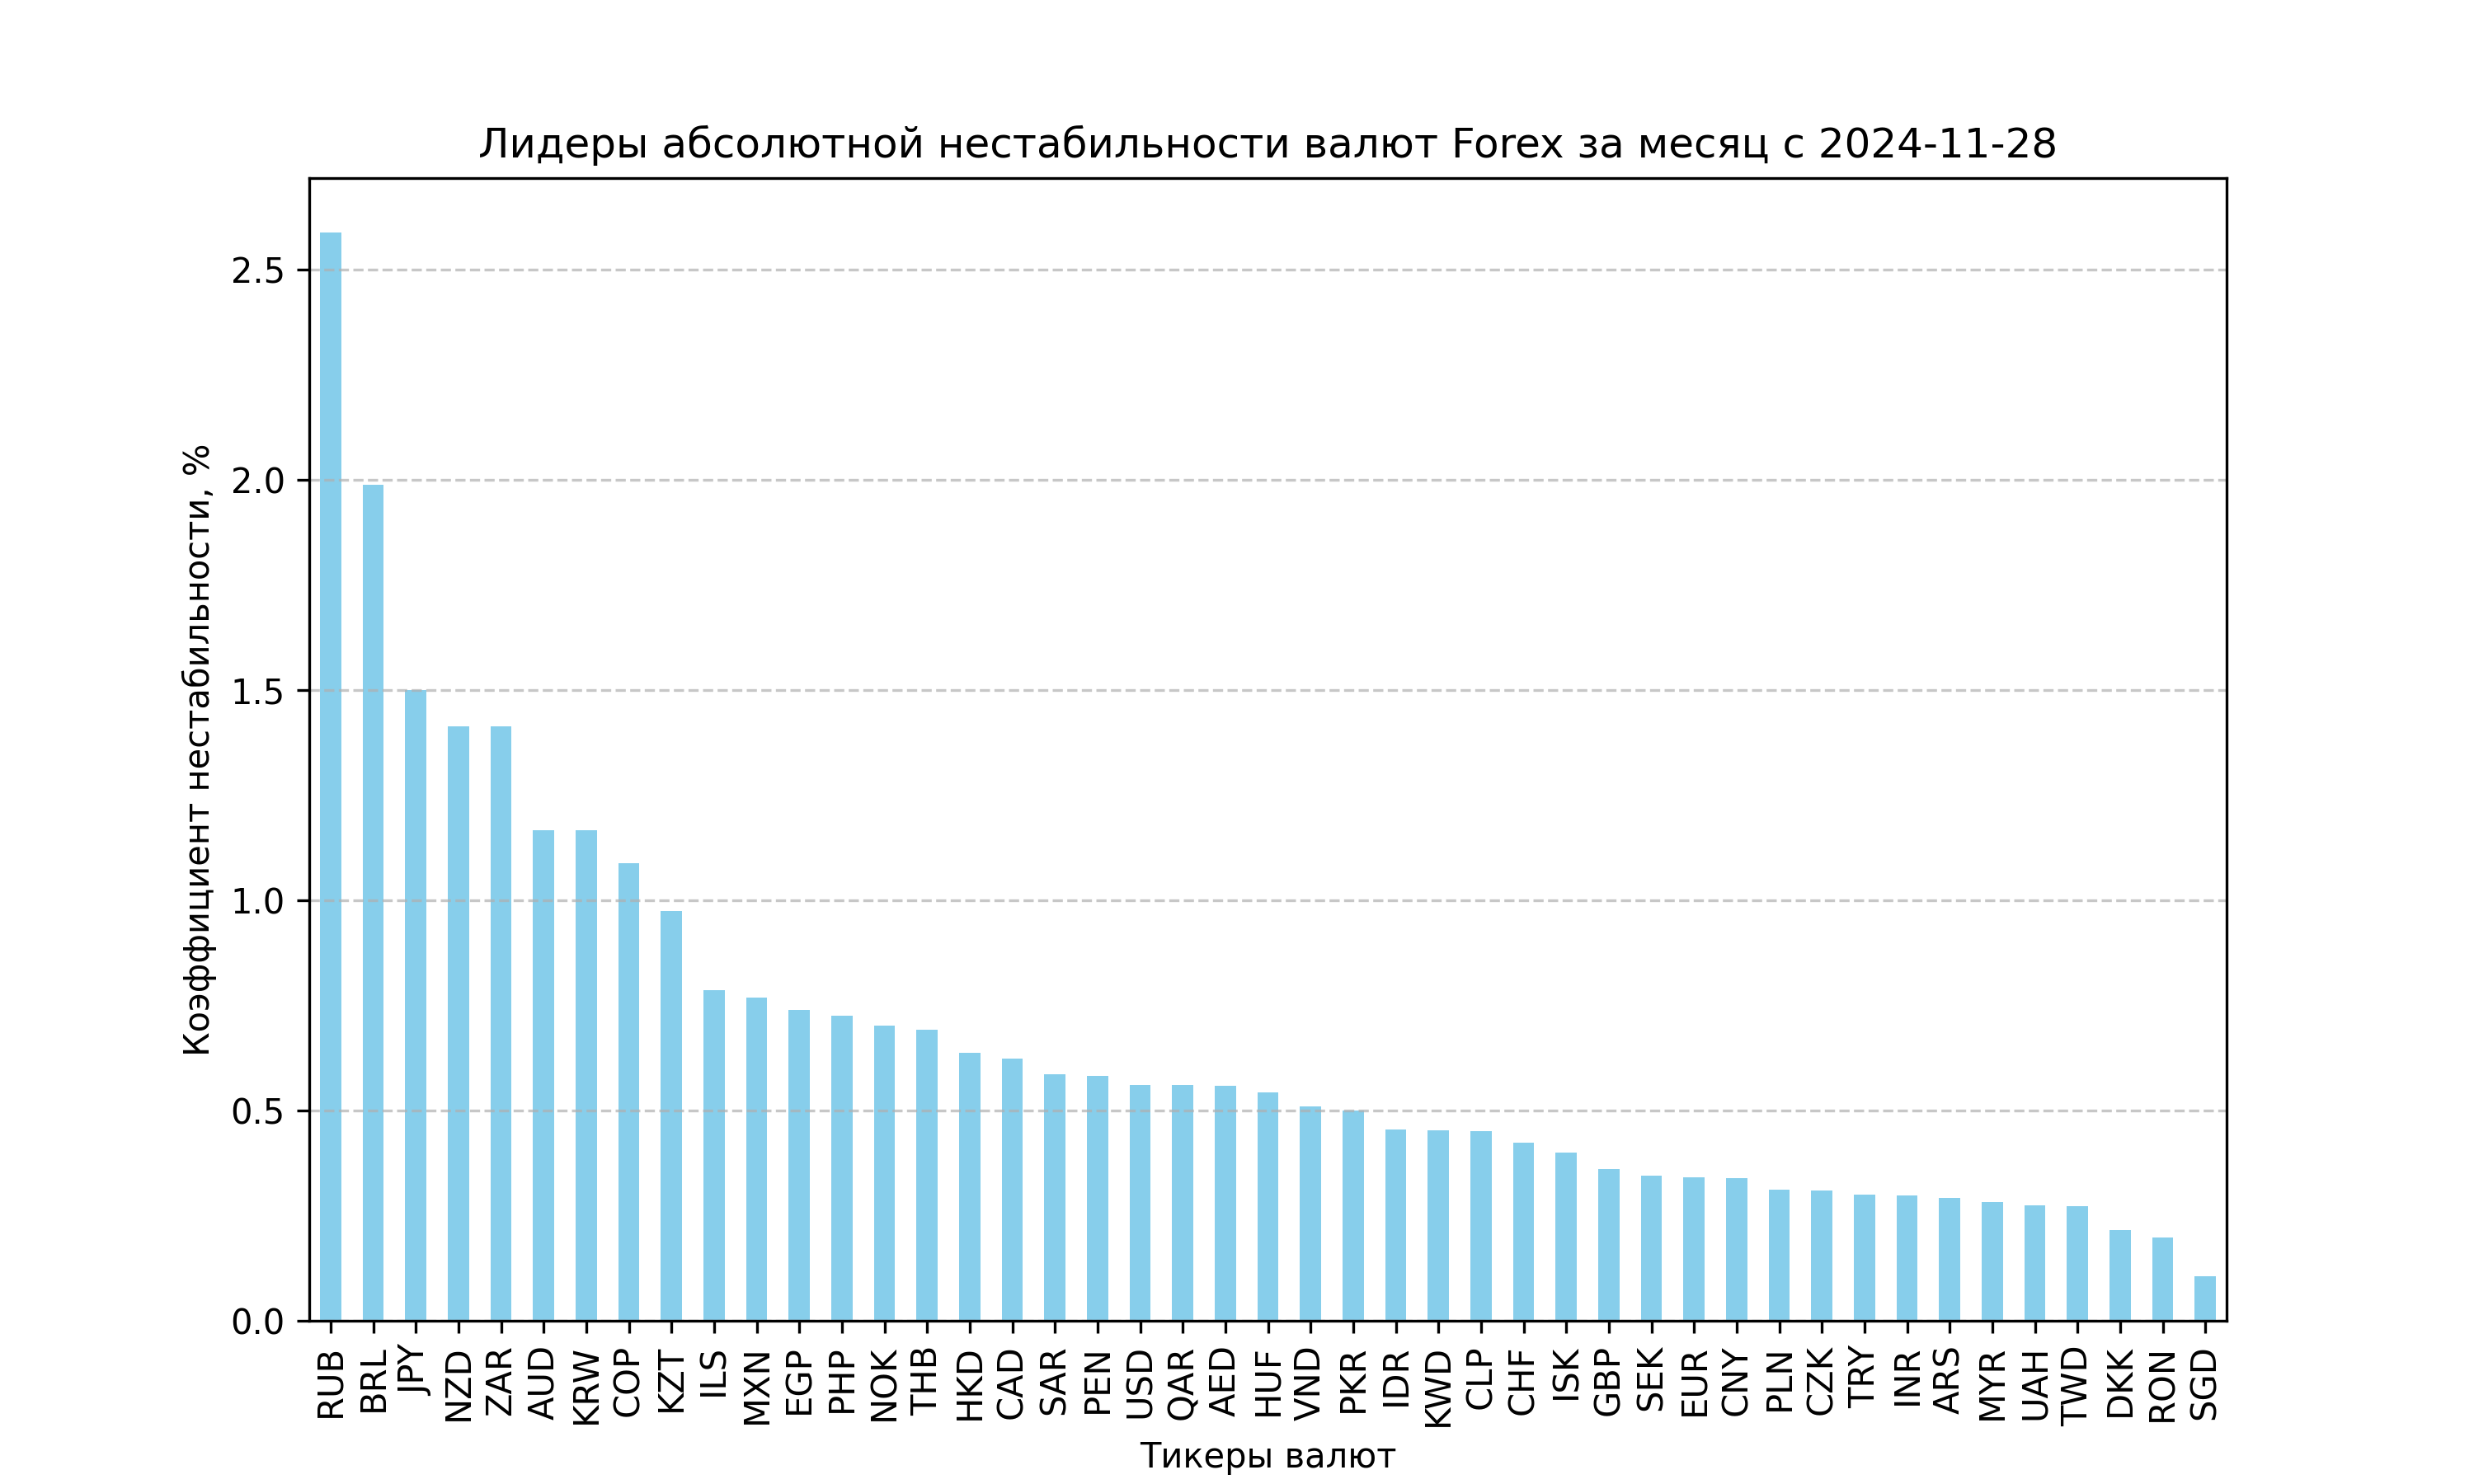 Лидеры абсолютной нестабильности валют Forex за месяц с 2024-11-28
Коэффициент нестабильности, %
2.5
2.0
1.5
1.0
0.5
0.0
RUB
BRL
JPY
NZD
ZAR
AUD
KRW
COP
KZT
ILS
MXN
EGP
PHP
NOK
THB
HKD
CAD
SAR
PEN
USD
QAR
AED
HUF
VND
PKR
IDR
KWD
CLP
CHF
ISK
GBP
SEK
EUR
CNY
PLN
CZK
TRY
INR
ARS
MYR
UAH
TWD
DKK
RON
SGD
Тикеры валют